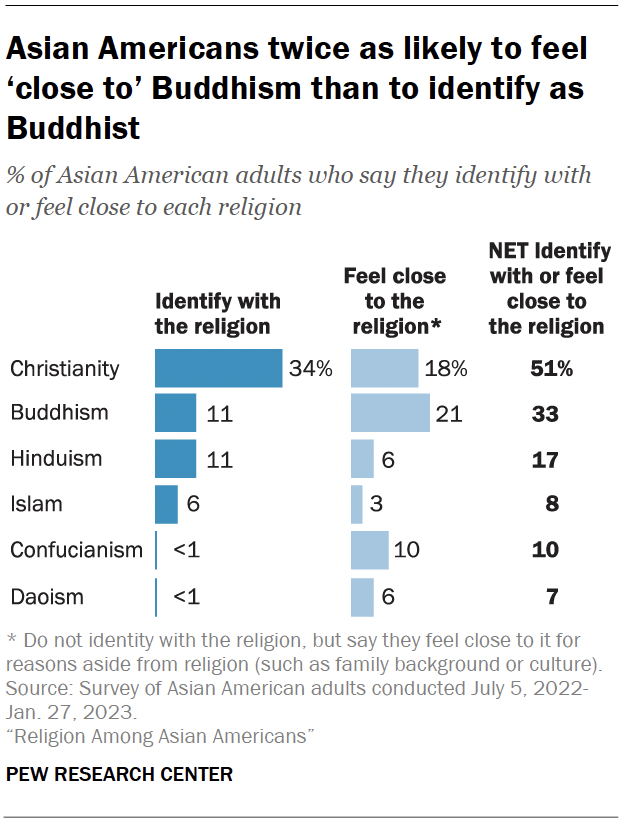 Asian Americans twice as likely to feel
‘close to’ Buddhism than to identify as
Buddhist
% of Asian American adults who say they identify with
or feel close to each religion
Identify with
the religion
Feel close
to the
religion*
NET Identify
with or feel
close to
the religion
Christianity 34% 18% 51%
Buddhism 11 21 33
Hinduism 11 6 17
Islam 6 3 8
Confucianism <1 10 10
Daoism <1 6 7
* Do not identify with the religion, but say they feel close to it for
reasons aside from religion (such as family background or culture).
Source: Survey of Asian American adults conducted July 5, 2022-
Jan. 27, 2023.
“Religion Among Asian Americans”
PEW RESEARCH CENTER